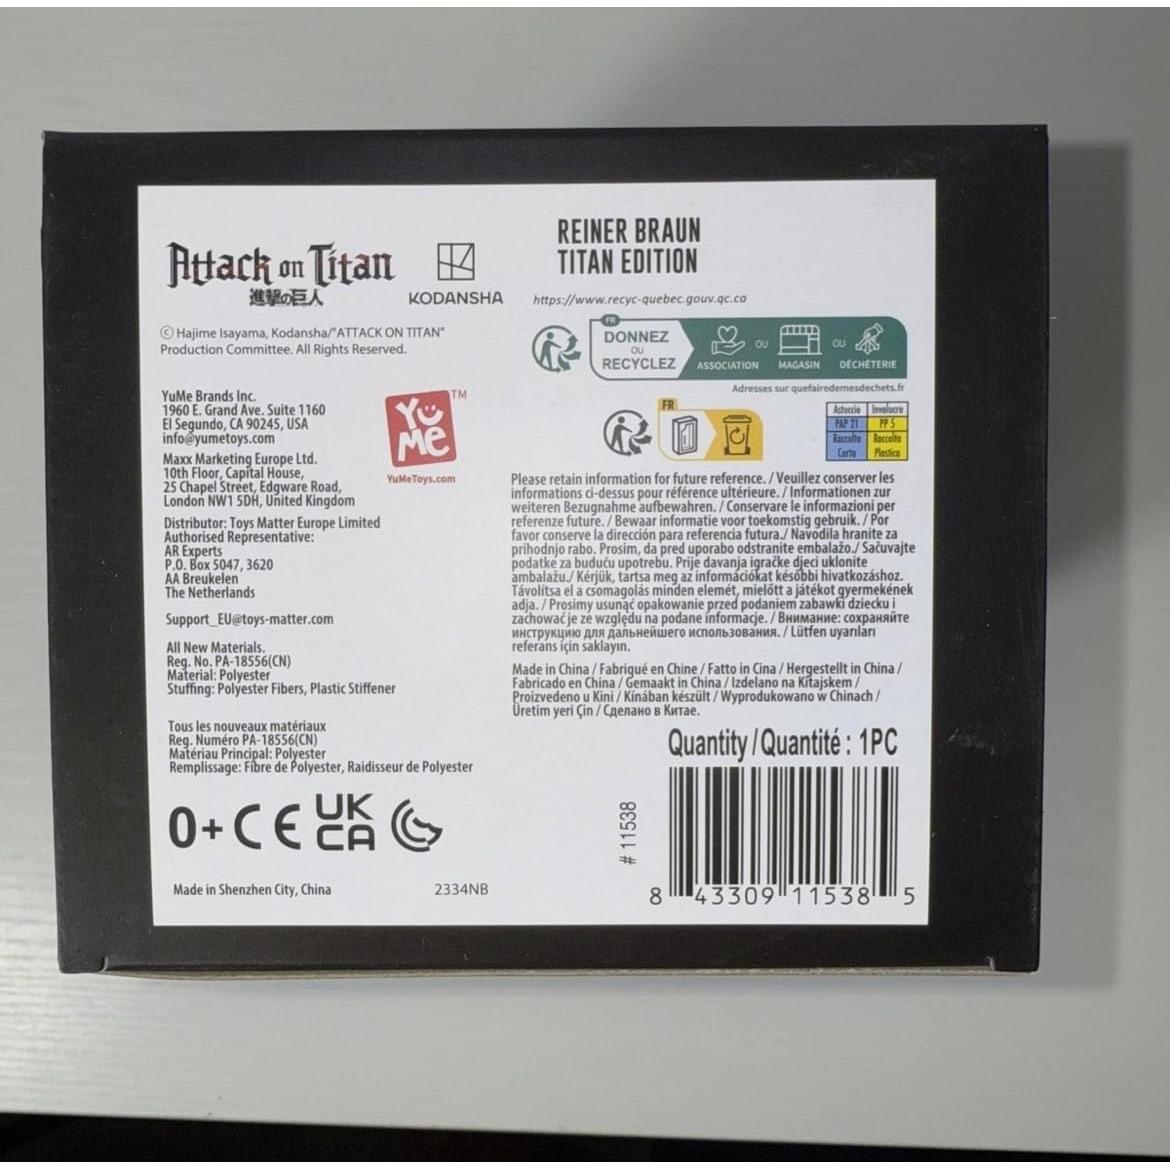 Attack on Titan
進撃の巨人
KODANSHA
© Hajime Isayama, Kodansha/"ATTACK ON TITAN"
Production Committee. All Rights Reserved.
YuMe Brands Inc.
1960 E. Grand Ave. Suite 1160
El Segundo, CA 90245, USA
info@yumetoys.com
Maxx Marketing Europe Ltd.
10th Floor, Capital House,
25 Chapel Street, Edgware Road,
London NW1 5DH, United Kingdom
Distributor: Toys Matter Europe Limited
Authorised Representative:
AR Experts
P.O. Box 5047, 3620
AA Breukelen
The Netherlands
Support_EU@toys-matter.com
YuMe TM
YuMeToys.com
All New Materials.
Reg. No. PA-18556(CN)
Material: Polyester
Stuffing: Polyester Fibers, Plastic Stiffener
Tous les nouveaux matériaux
Reg. Numéro PA-18556(CN)
Matériau Principal: Polyester
Remplissage: Fibre de Polyester, Raidisseur de Polyester
0+ CE UK
CA
Made in Shenzhen City, China
2334NB
REINER BRAUN
TITAN EDITION
https://www.recyc-quebec.gouv.qc.ca
FR
DONNEZ
OU
RECYCLEZ
ASSOCIATION OU MAGASIN OU DÉCHÈTERIE
Adresses sur quefairedemesdechets.fr
FR
Astuccio Involucro
PAP 21 PP 5
Raccolta Raccolta
Carta Plastica
Please retain information for future reference. / Veuillez conserver les
informations ci-dessus pour référence ultérieure. / Informationen zur
weiteren Bezugnahme aufbewahren. / Conservare le informazioni per
referenze future. / Bewaar informatie voor toekomstig gebruik. / Por
favor conserve la dirección para referencia futura./ Navodila hranite za
prihodnjo rabo. Prosim, da pred uporabo odstranite embalažo./ Sačuvajte
podatke za buduću upotrebu. Prije davanja igračke djeci uklonite
ambalažu./ Kérjük, tartsa meg az információkat későbbi hivatkozáshoz.
Távolítsa el a csomagolás minden elemét, mielőtt a játékot gyermekének
adja. / Prosimy usunąć opakowanie przed podaniem zabawki dziecku i
zachować je ze względu na podane informacje. / Внимание: сохраняйте
инструкцию для дальнейшего использования. / Lütfen uyarıları
referans için saklayın.
Made in China / Fabriqué en Chine / Fatto in Cina / Hergestellt in China /
Fabricado en China / Gemaakt in China / Izdelano na Kitajskem /
Proizvedeno u Kini / Kínában készült / Wyprodukowano w Chinach /
Üretim yeri Çin / Сделано в Китае.
Quantity / Quantité : 1PC
# 11538
8 43309 11538 5